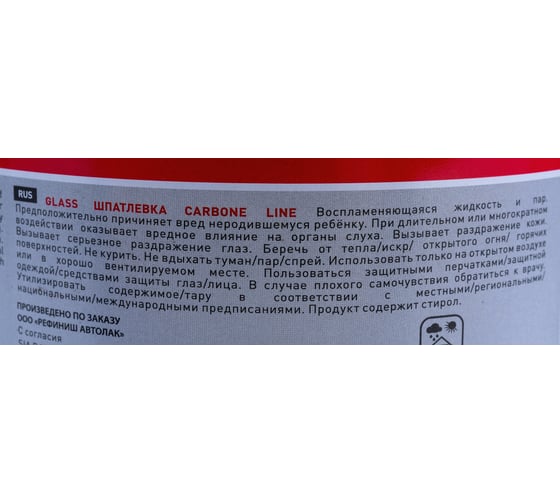 RUS GLASS ШПАТЛЕВКА CARBONE LINE Воспламеняющаяся жидкость и пар.
Предположительно причиняет вред неродившемуся ребёнку. При длительном или многократном
воздействии оказывает вредное влияние на органы слуха. Вызывает раздражение кожи.
Вызывает серьезное раздражение глаз. Беречь от тепла/искр/ открытого огня/ горячих
поверхностей. Не курить. Не вдыхать туман/пар/спрей. Использовать только на открытом воздухе
или в хорошо вентилируемом месте. Пользоваться защитными перчатками/защитной
одеждой/средствами защиты глаз/лица. В случае плохого самочувствия обратиться к врачу.
Утилизировать содержимое/тару в соответствии с местными/региональными/
нацибнальными/международными предписаниями. Продукт содержит стирол.
ПРОИЗВЕДЕНО ПО ЗАКАЗУ
ООО «РЕФИНИШ АВТОЛАК»
С согласия